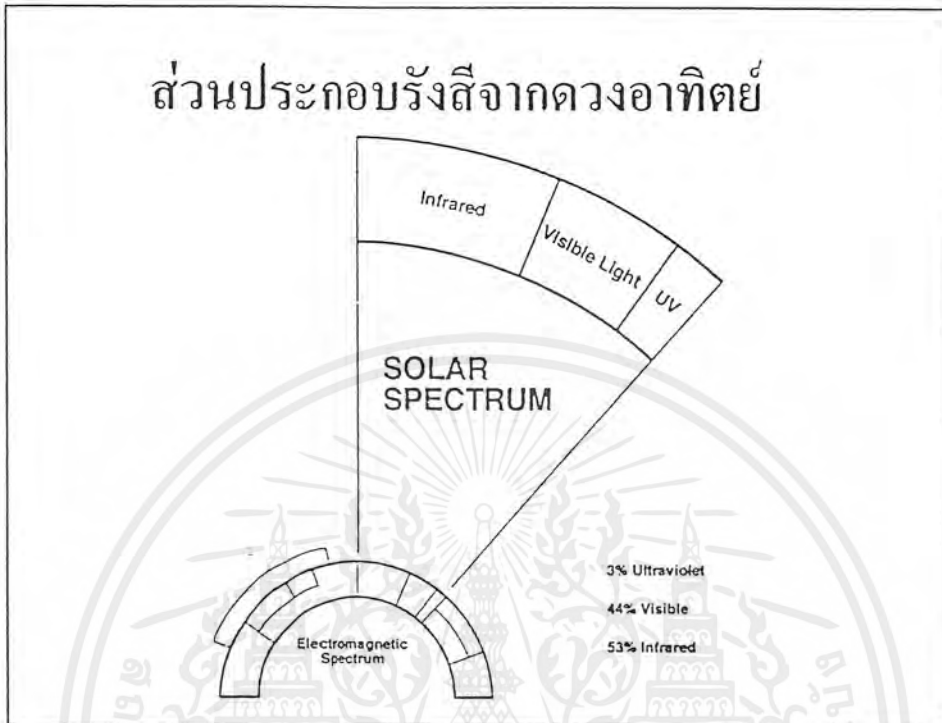 ส่วนประกอบรังสีจากดวงอาทิตย์
Infrared
Visible Light
UV
SOLAR
SPECTRUM
3% Ultraviolet
44% Visible
53% Infrared
Electromagnetic
Spectrum